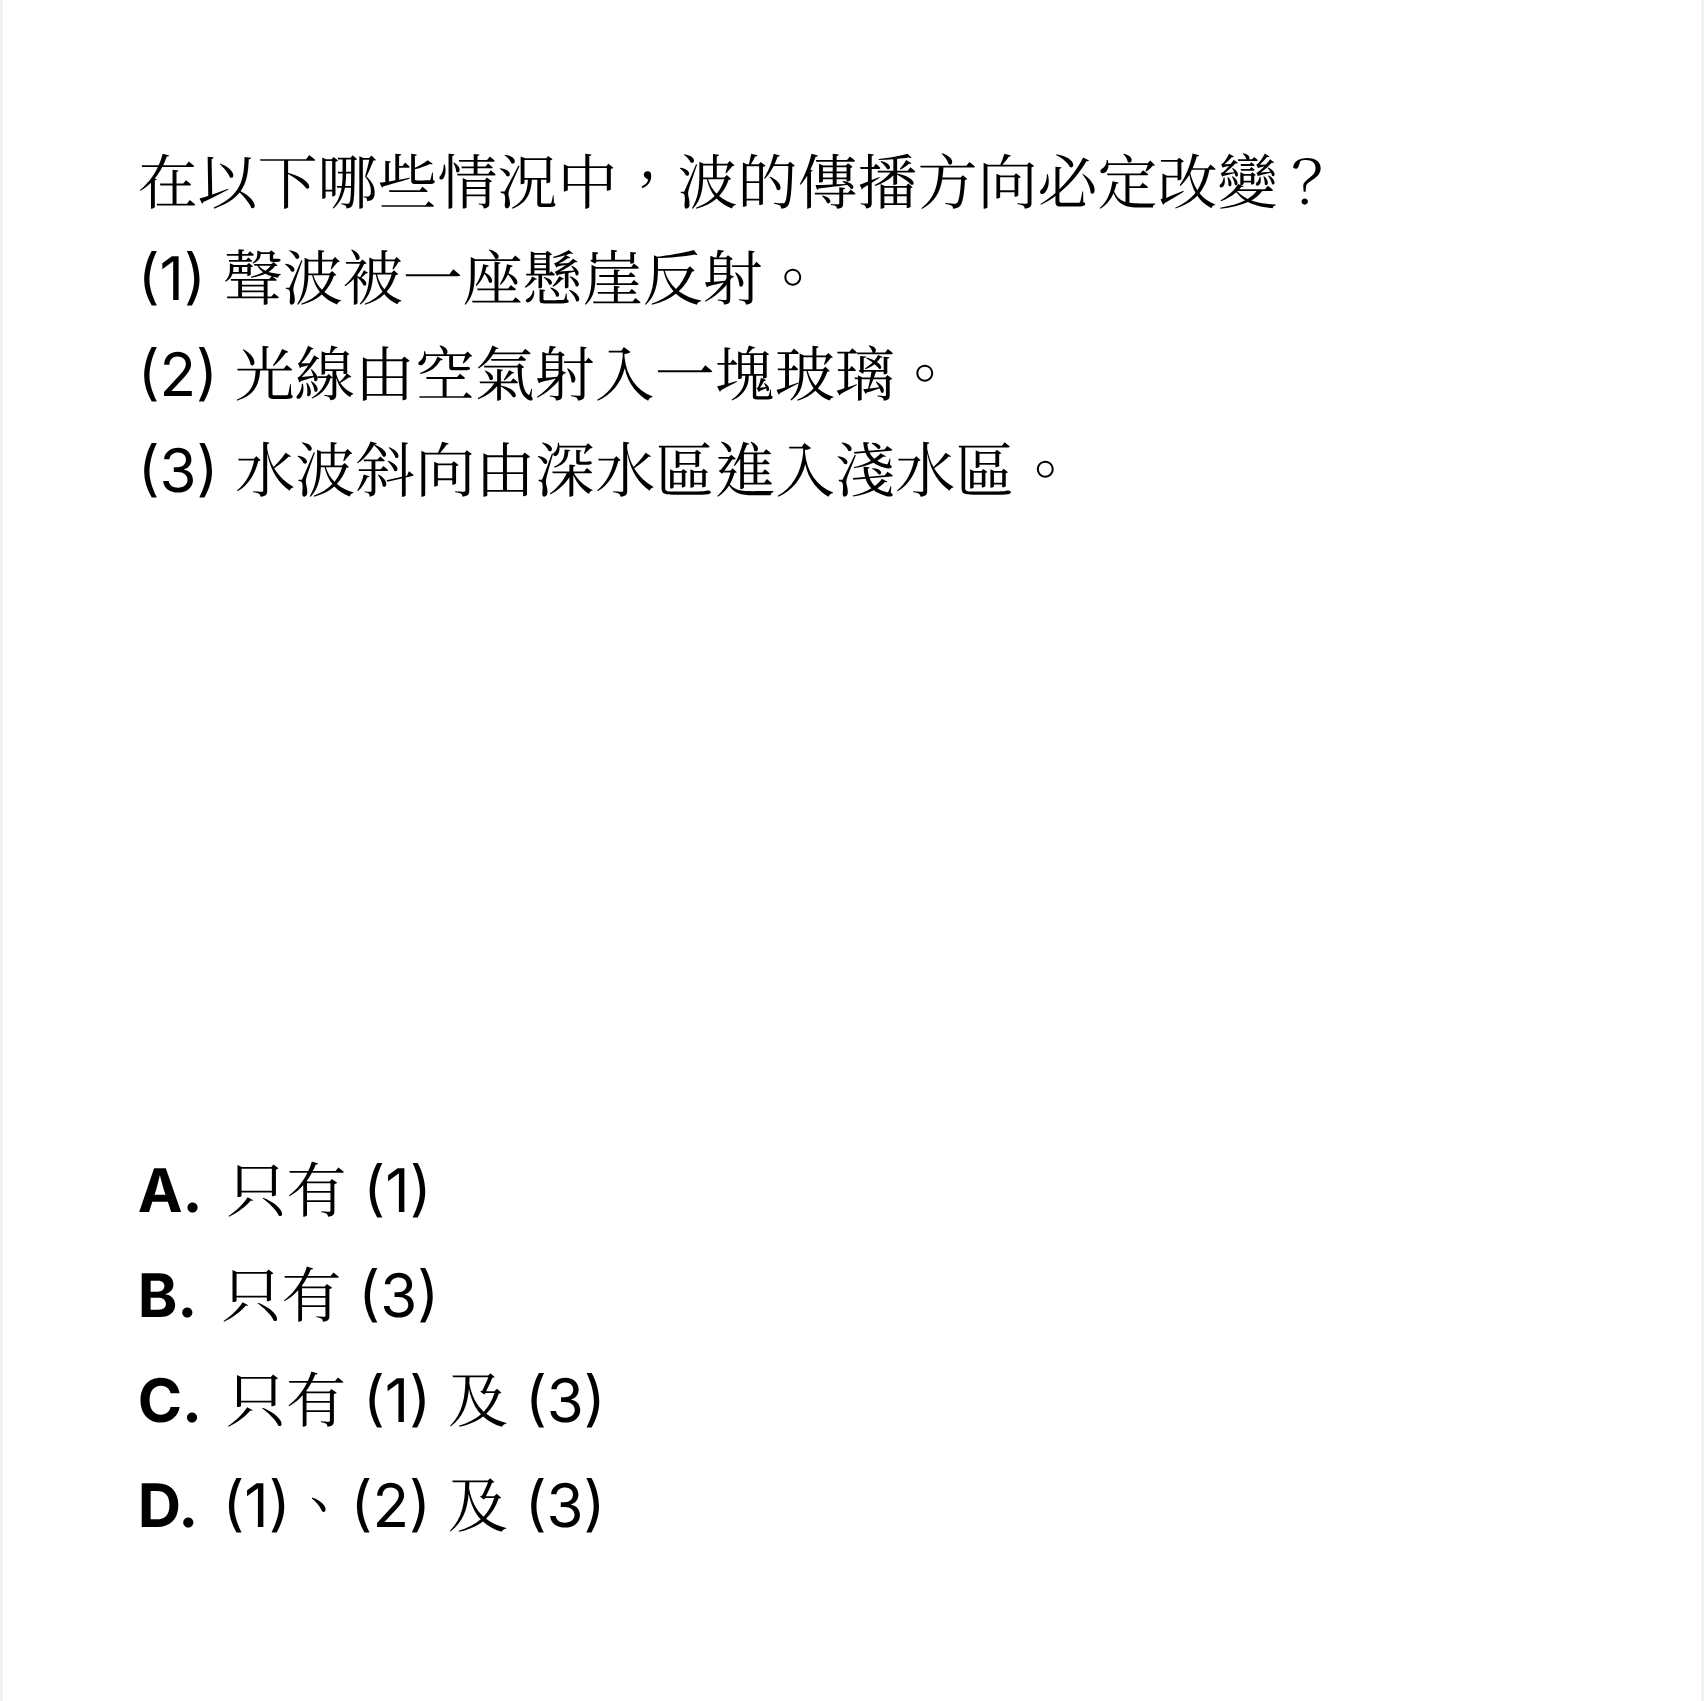 在以下哪些情況中，波的傳播方向必定改變？
(1) 聲波被一座懸崖反射。
(2) 光線由空氣射入一塊玻璃。
(3) 水波斜向由深水區進入淺水區。
A. 只有 (1)
B. 只有 (3)
C. 只有 (1) 及 (3)
D. (1)、(2) 及 (3)